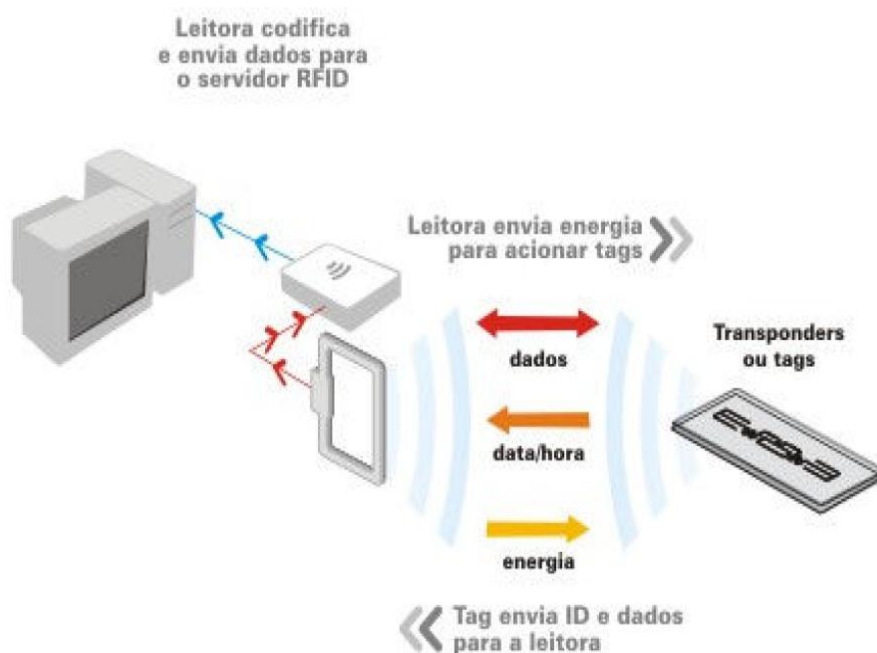 Leitora codifica
e envia dados para
o servidor RFID
Leitora envia energia
para acionar tags
Transponders
ou tags
dados
data/hora
energia
Tag envia ID e dados
para a leitora